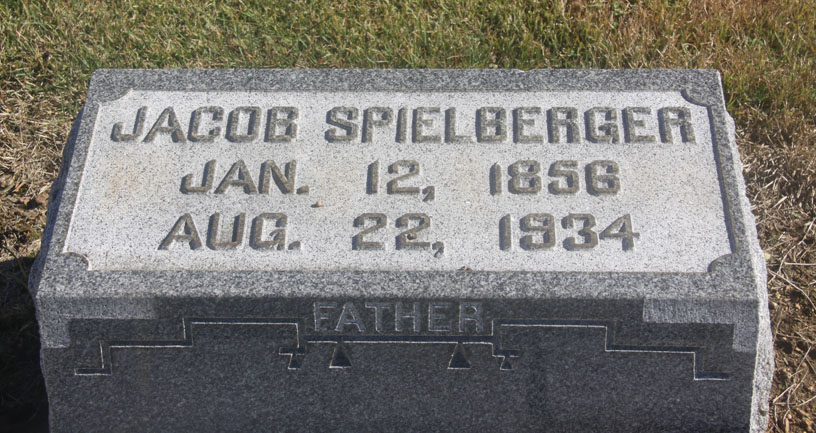 JACOB SPIELBERGER
JAN. 12, 1856
AUG. 22, 1934
FATHER